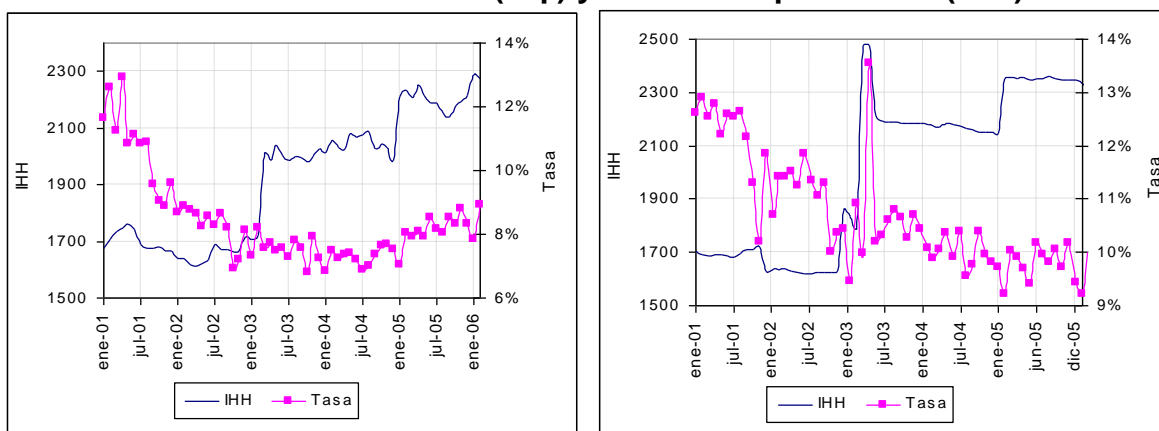 y
14%
2300
12%
2100
10%
1900
8%
1700
1500
6%
IHH
Tasa
ene-01
jul-01
ene-02
jul-02
ene-03
jul-03
ene-04
jul-04
ene-05
jul-05
ene-06
IHH
Tasa
2500
14%
2300
13%
12%
2100
11%
1900
10%
1700
1500
9%
IHH
Tasa
ene-01
jul-01
ene-02
jul-02
ene-03
jul-03
ene-04
jul-04
ene-05
jun-05
dic-05
IHH
Tasa